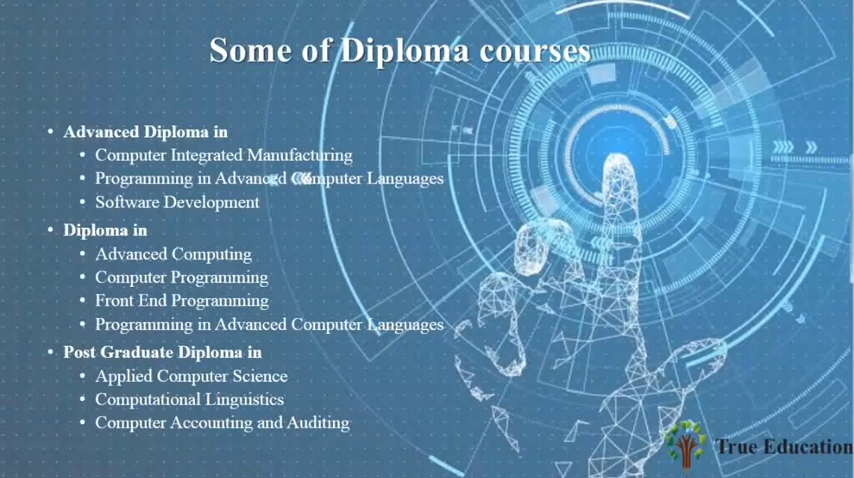 Some of Diploma courses
• Advanced Diploma in
• Computer Integrated Manufacturing
• Programming in Advanced Computer Languages
• Software Development
• Diploma in
• Advanced Computing
• Computer Programming
• Front End Programming
• Programming in Advanced Computer Languages
• Post Graduate Diploma in
• Applied Computer Science
• Computational Linguistics
• Computer Accounting and Auditing
True Education